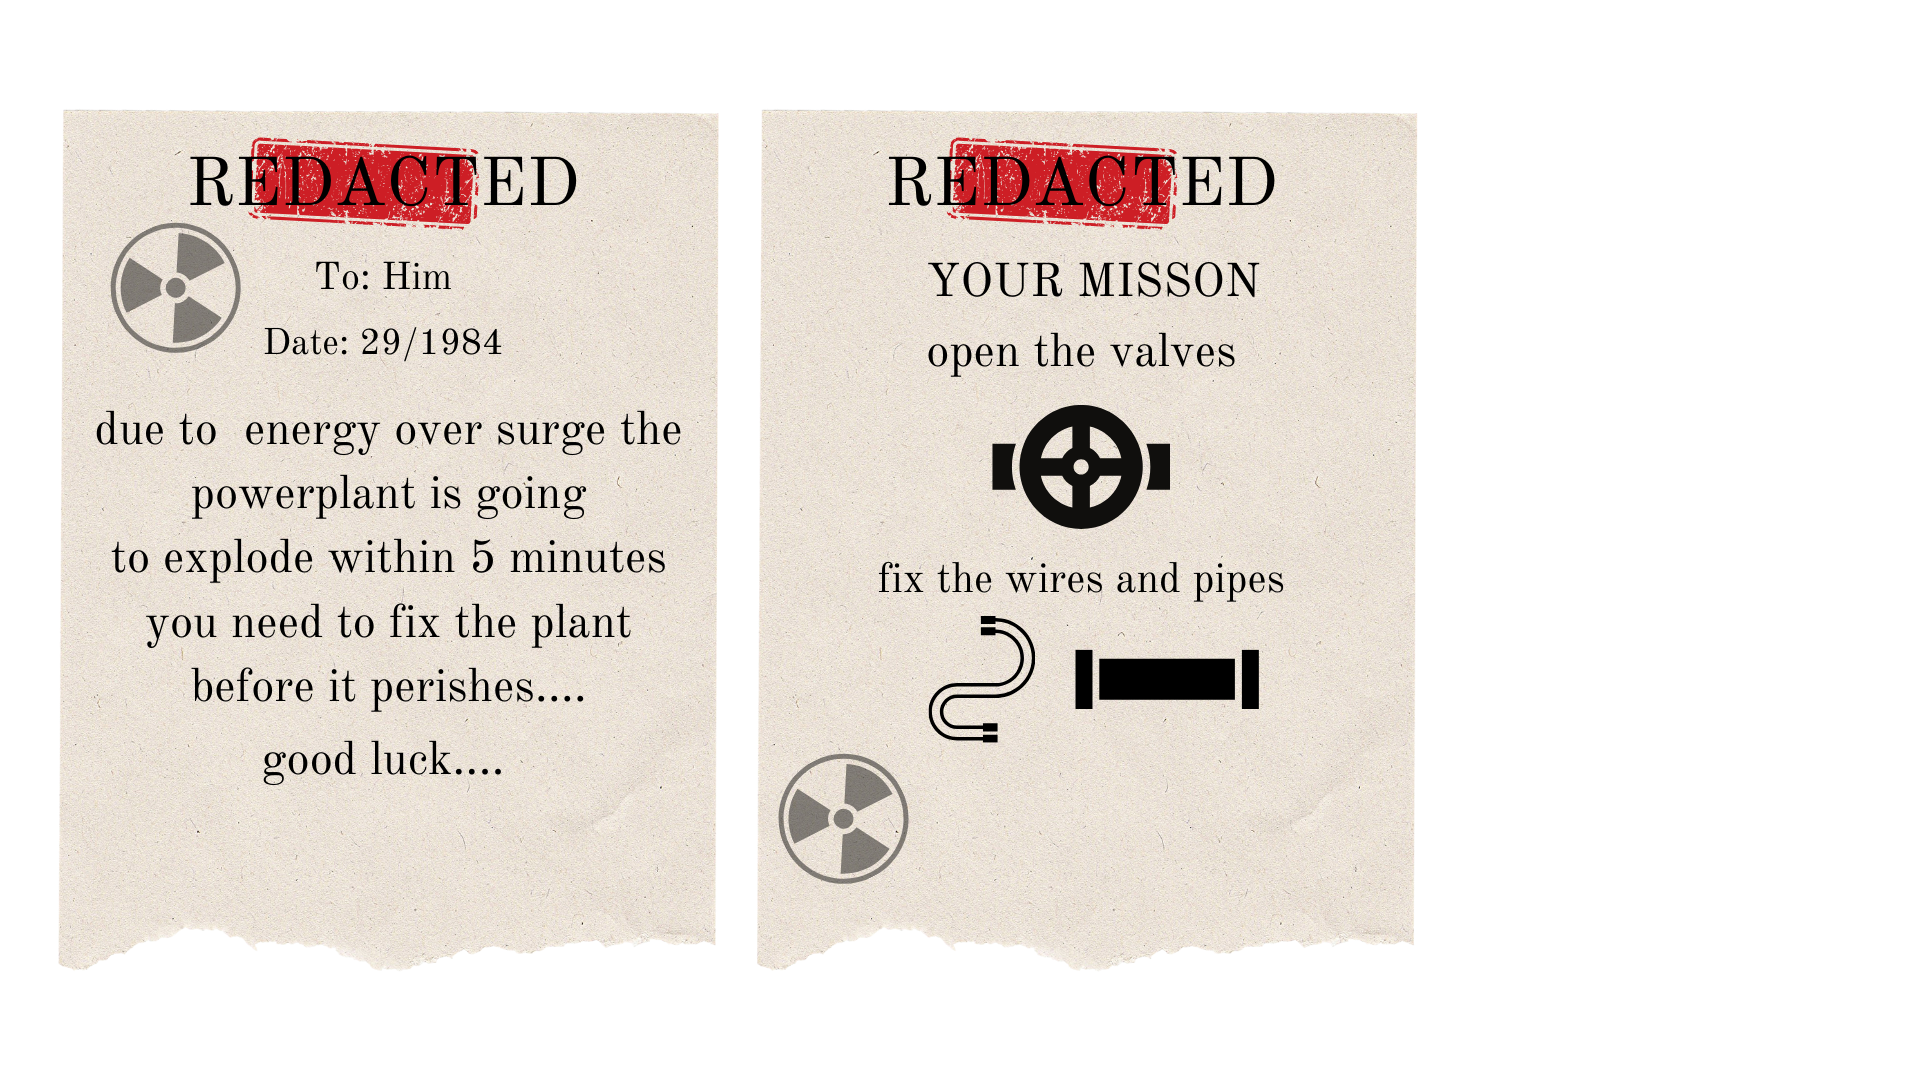 REDACTED
To: Him
Date: 29/1984
due to  energy over surge the
powerplant is going
to explode within 5 minutes
you need to fix the plant
before it perishes....
good luck....
REDACTED
YOUR MISSON
open the valves
fix the wires and pipes